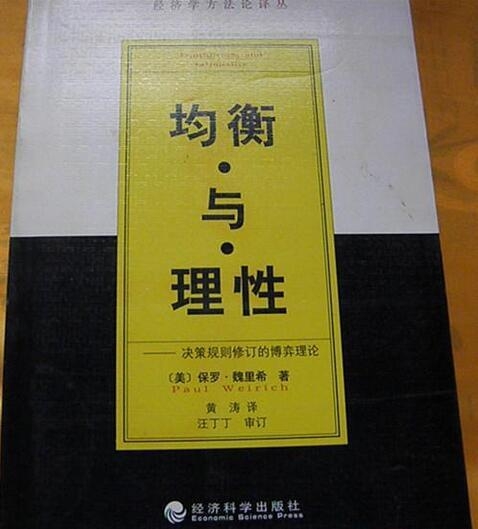 经济学方法论译丛
Equilibrium and
Rationality
均衡
·
与
·
理性
——决策规则修订的博弈理论
〔美〕保罗·魏里希 著
Paul Weirich
黄 涛 译
汪丁丁 审订
经济科学出版社
Economic Science Press